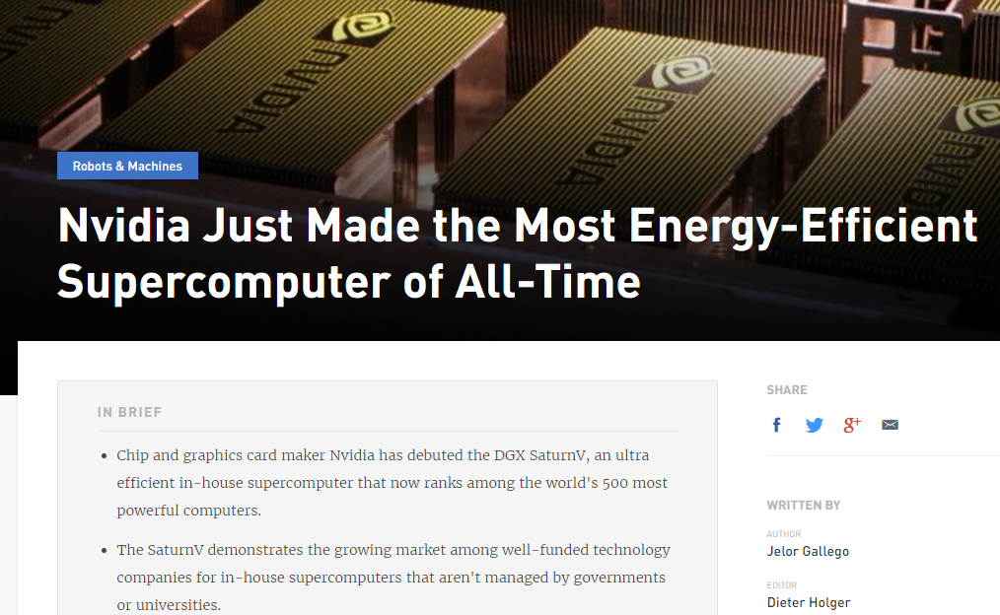 NVIDIA
NVIDIA
NVIDIA
Robots & Machines
Nvidia Just Made the Most Energy-Efficient
Supercomputer of All-Time
IN BRIEF
Chip and graphics card maker Nvidia has debuted the DGX SaturnV, an ultra
efficient in-house supercomputer that now ranks among the world's 500 most
powerful computers.
The SaturnV demonstrates the growing market among well-funded technology
companies for in-house supercomputers that aren't managed by governments
or universities.
SHARE
f
g+
WRITTEN BY
AUTHOR
Jelor Gallego
EDITOR
Dieter Holger